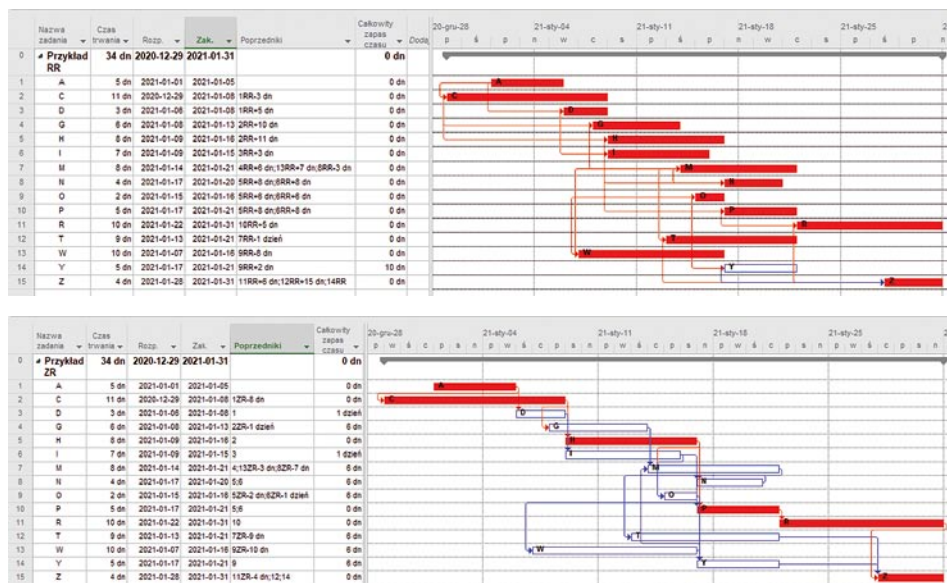 Nazwa zadania Czas trwania Rozp. Zak. Poprzedniki Całkowity zapas czasu Dodaj
20-gru-28 21-sty-04 21-sty-11 21-sty-18 21-sty-25
0 Przykład RR 34 dn 2020-12-29 2021-01-31 0 dn
1 A 5 dn 2021-01-01 2021-01-05 0 dn
2 C 11 dn 2020-12-29 2021-01-08 1RR-3 dn 0 dn
3 D 3 dn 2021-01-06 2021-01-08 1RR+5 dn 0 dn
4 G 6 dn 2021-01-08 2021-01-13 2RR+10 dn 0 dn
5 H 8 dn 2021-01-09 2021-01-16 2RR+11 dn 0 dn
6 I 7 dn 2021-01-09 2021-01-15 3RR+3 dn 0 dn
7 M 8 dn 2021-01-14 2021-01-21 4RR+6 dn;13RR+7 dn;8RR-3 dn 0 dn
8 N 4 dn 2021-01-17 2021-01-20 5RR+8 dn;6RR+8 dn 0 dn
9 O 2 dn 2021-01-15 2021-01-16 5RR+6 dn;6RR+6 dn 0 dn
10 P 5 dn 2021-01-17 2021-01-21 5RR+8 dn;6RR+8 dn 0 dn
11 R 10 dn 2021-01-22 2021-01-31 10RR+5 dn 0 dn
12 T 9 dn 2021-01-13 2021-01-21 7RR-1 dzień 0 dn
13 W 10 dn 2021-01-07 2021-01-16 9RR-8 dn 0 dn
14 Y 5 dn 2021-01-17 2021-01-21 9RR+2 dn 10 dn
15 Z 4 dn 2021-01-28 2021-01-31 11RR+6 dn;12RR+15 dn;14RR 0 dn
Nazwa zadania Czas trwania Rozp. Zak. Poprzedniki Całkowity zapas czasu
20-gru-28 21-sty-04 21-sty-11 21-sty-18 21-sty-25
0 Przykład ZR 34 dn 2020-12-29 2021-01-31 0 dn
1 A 5 dn 2021-01-01 2021-01-05 0 dn
2 C 11 dn 2020-12-29 2021-01-08 1ZR-8 dn 0 dn
3 D 3 dn 2021-01-06 2021-01-08 1 1 dzień
4 G 6 dn 2021-01-08 2021-01-13 2ZR-1 dzień 6 dn
5 H 8 dn 2021-01-09 2021-01-16 2 0 dn
6 I 7 dn 2021-01-09 2021-01-15 3 1 dzień
7 M 8 dn 2021-01-14 2021-01-21 4;13ZR-3 dn;8ZR-7 dn 6 dn
8 N 4 dn 2021-01-17 2021-01-20 5;6 6 dn
9 O 2 dn 2021-01-15 2021-01-16 5ZR-2 dn;6ZR-1 dzień 6 dn
10 P 5 dn 2021-01-17 2021-01-21 5;6 0 dn
11 R 10 dn 2021-01-22 2021-01-31 10 0 dn
12 T 9 dn 2021-01-13 2021-01-21 7ZR-9 dn 6 dn
13 W 10 dn 2021-01-07 2021-01-16 9ZR-10 dn 6 dn
14 Y 5 dn 2021-01-17 2021-01-21 9 6 dn
15 Z 4 dn 2021-01-28 2021-01-31 11ZR-4 dn;12;14 0 dn